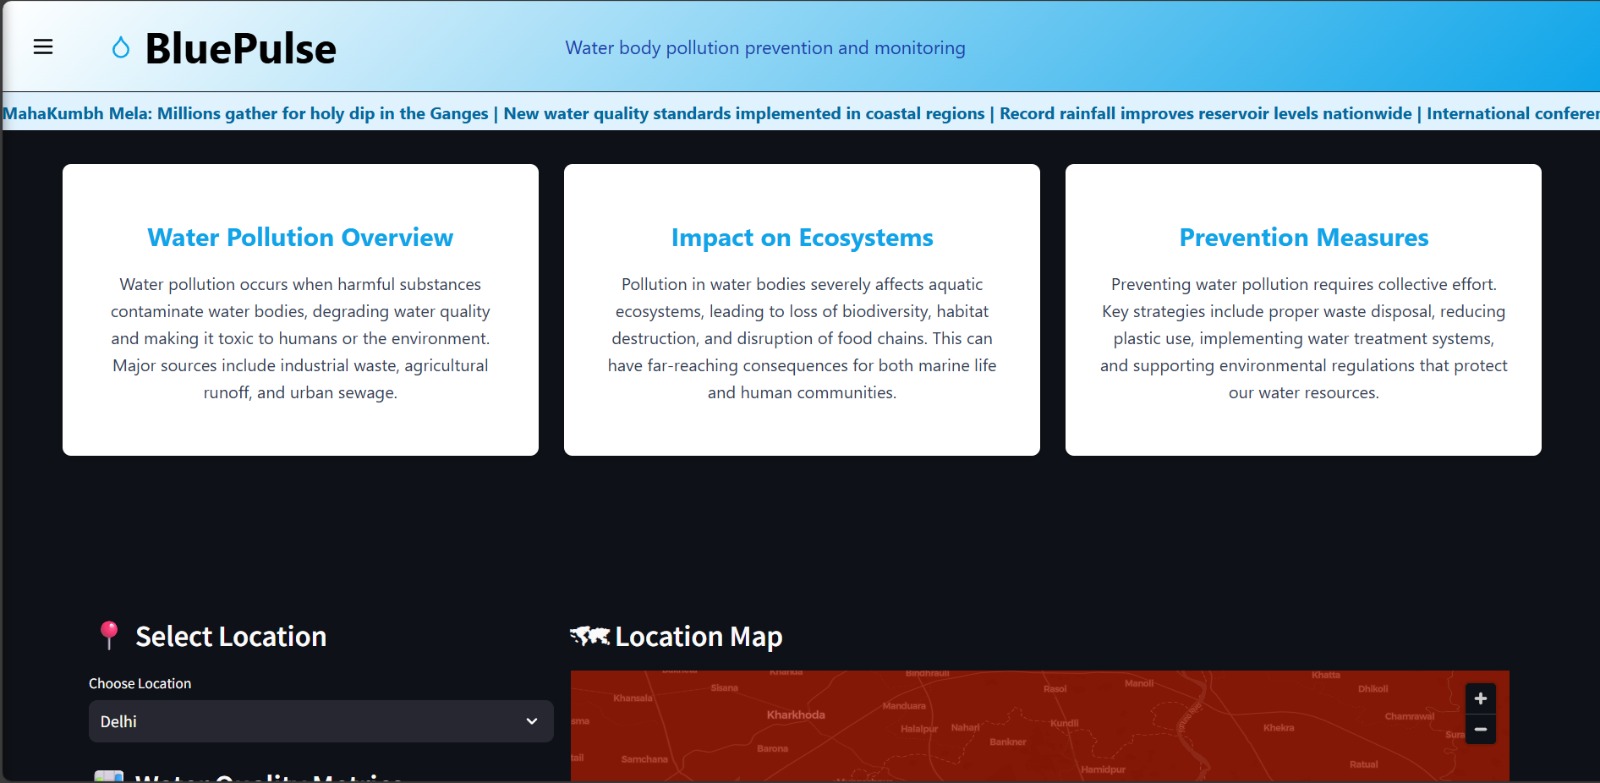 BluePulse
Water body pollution prevention and monitoring
MahaKumbh Mela: Millions gather for holy dip in the Ganges | New water quality standards implemented in coastal regions | Record rainfall improves reservoir levels nationwide | International
Water Pollution Overview
Water pollution occurs when harmful substances
contaminate water bodies, degrading water quality
and making it toxic to humans or the environment.
Major sources include industrial waste, agricultural
runoff, and urban sewage.
Impact on Ecosystems
Pollution in water bodies severely affects aquatic
ecosystems, leading to loss of biodiversity, habitat
destruction, and disruption of food chains. This can
have far-reaching consequences for both marine life
and human communities.
Prevention Measures
Preventing water pollution requires collective effort.
Key strategies include proper waste disposal, reducing
plastic use, implementing water treatment systems,
and supporting environmental regulations that protect
our water resources.
Select Location
Choose Location
Delhi
Water Quality Metrics
Location Map
Bindhrauli
Khatta
Sisana
Rasoi
Manoli
Dhikoli
Khansala
Manduara
Kharkhoda
Chamrawal
Halalpur
Nahari
Kundli
Khekra
Bankner
Barona
Samchana
Hamidpur
Ratual
+
−